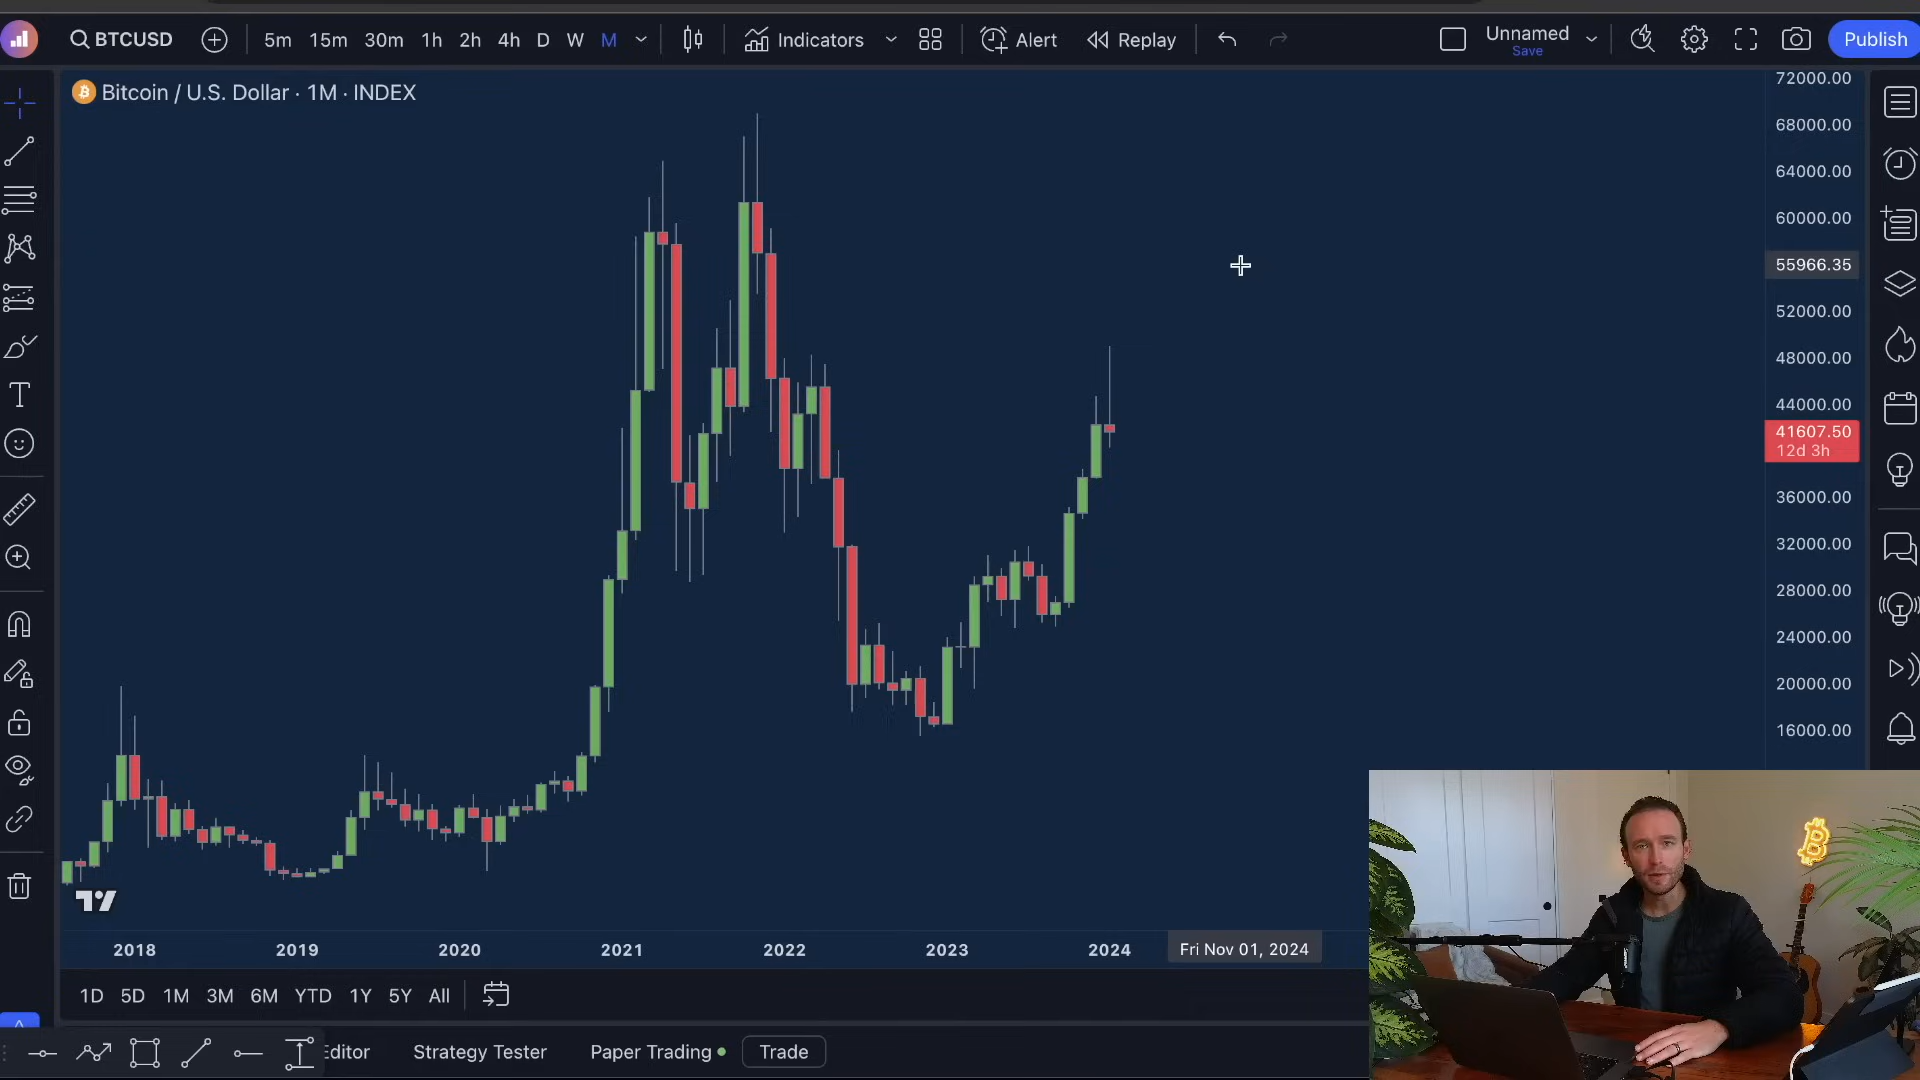 BTCUSD 5m 15m 30m 1h 2h 4h D W M Indicators Alert Replay Unnamed Save Publish
Bitcoin / U.S. Dollar · 1M · INDEX
72000.00
68000.00
64000.00
60000.00
55966.35
52000.00
48000.00
44000.00
41607.50
12d 3h
36000.00
32000.00
28000.00
24000.00
20000.00
16000.00
2018 2019 2020 2021 2022 2023 2024 Fri Nov 01, 2024
1D 5D 1M 3M 6M YTD 1Y 5Y All
Editor Strategy Tester Paper Trading Trade